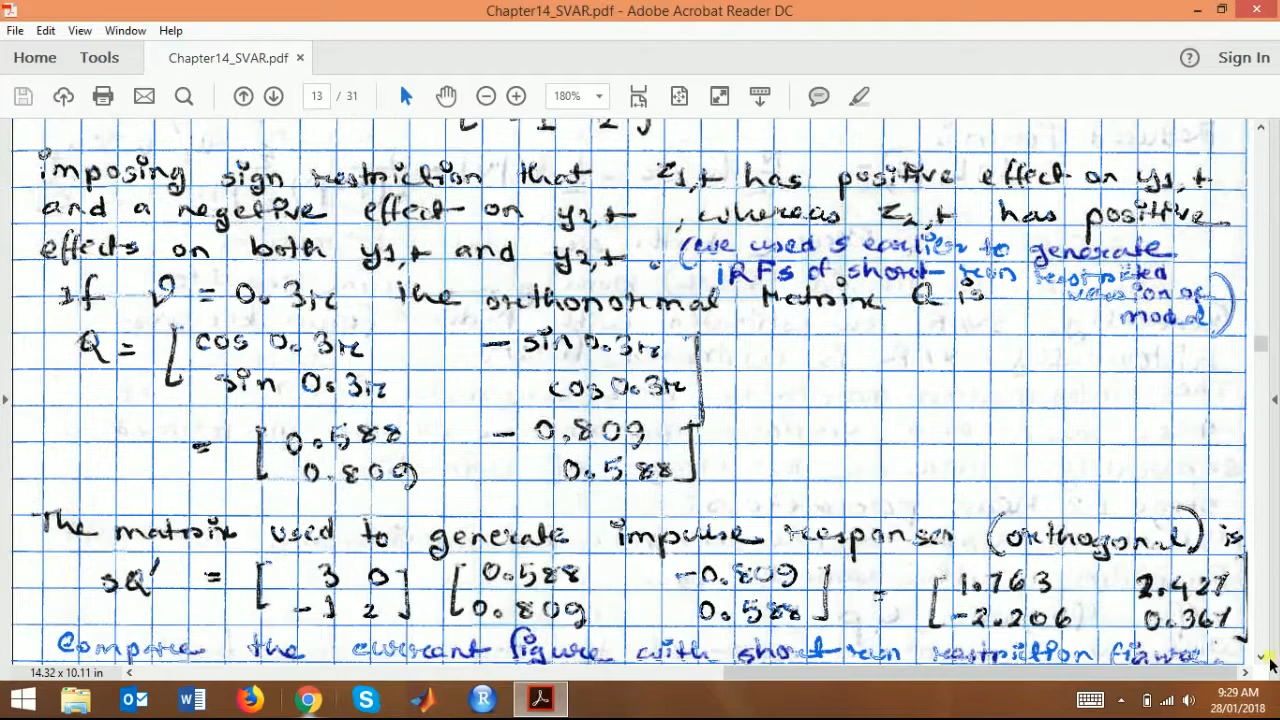 Chapter14_SVAR.pdf - Adobe Acrobat Reader DC
File Edit View Window Help
Home Tools Chapter14_SVAR.pdf × Sign In
13 / 31 180%
-1 2
imposing sign restriction that z1,t has positive effect on y1,t
and a negetive effect on y2,t , whereas z2,t has positive
effects on both y1,t and y2,t . (we used s earlier to generate
IRFs of short-run restricted
version of
model)
If ϑ = 0.3π the orthonormal Matrix Q is
Q = [ cos 0.3π - sin 0.3π
sin 0.3π cos 0.3π ]
= [ 0.588 - 0.809
0.809 0.588 ]
The matrix used to generate impulse responses (orthogonal) is
sQ' = [ 3 0 ] [ 0.588 -0.809 ] = [ 1.763 2.427
-1 2 0.809 0.588 -2.206 0.367 ]
Compare the current figure with short run restriction figure.
14.32 x 10.11 in
9:29 AM
28/01/2018